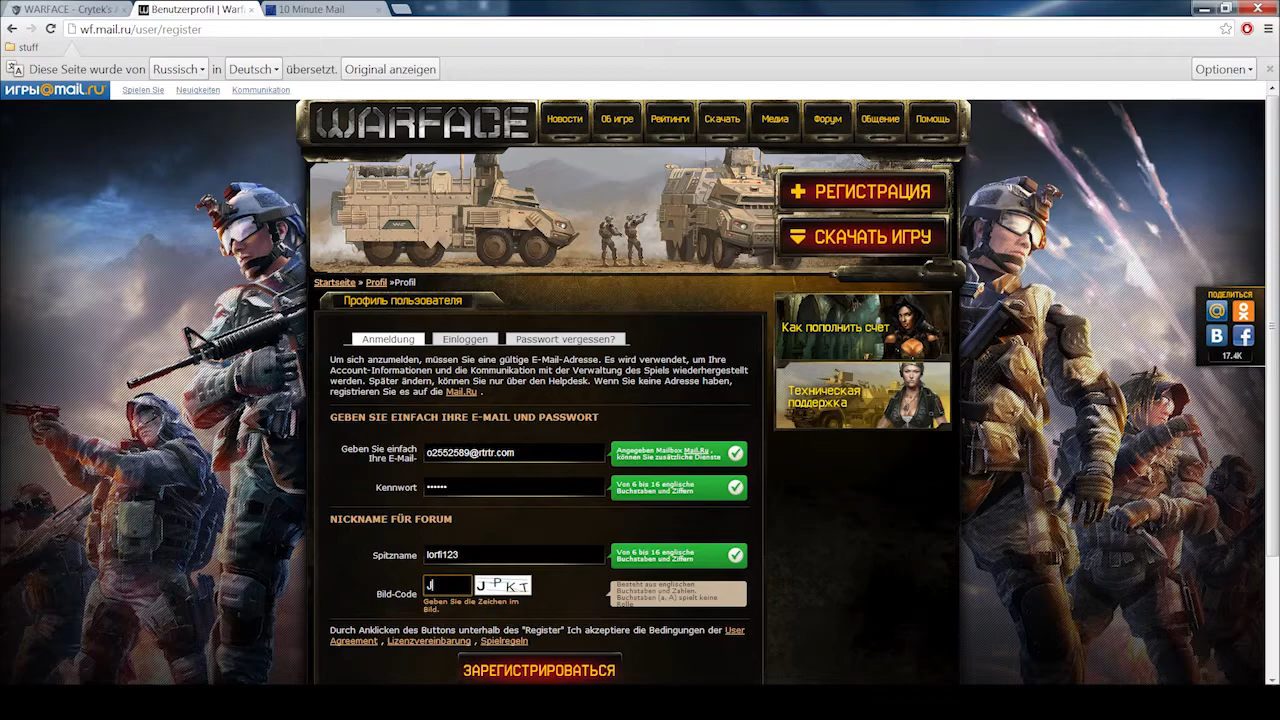 WARFACE - Crytek's /
Benutzerprofil | Warf
10 Minute Mail
wf.mail.ru/user/register
stuff
Diese Seite wurde von Russisch in Deutsch übersetzt. Original anzeigen Optionen
ИГРЫ@mail.ru Spielen Sie Neuigkeiten Kommunikation
WARFACE
Новости Об игре Рейтинги Скачать Медиа Форум Общение Помощь
РЕГИСТРАЦИЯ
СКАЧАТЬ ИГРУ
Startseite » Profil »Profil
Профиль пользователя
Anmeldung Einloggen Passwort vergessen?
Um sich anzumelden, müssen Sie eine gültige E-Mail-Adresse. Es wird verwendet, um Ihre
Account-Informationen und die Kommunikation mit der Verwaltung des Spiels wiederhergestellt
werden. Später ändern, können Sie nur über den Helpdesk. Wenn Sie keine Adresse haben,
registrieren Sie es auf die Mail.Ru .
GEBEN SIE EINFACH IHRE E-MAIL UND PASSWORT
Geben Sie einfach
Ihre E-Mail-
o2552589@rtrtr.com
Angegeben Mailbox Mail.Ru ,
können Sie zusätzliche Dienste
Kennwort ••••••
Von 6 bis 16 englische
Buchstaben und Ziffern
NICKNAME FÜR FORUM
Spitzname lorfi123
Von 6 bis 16 englische
Buchstaben und Ziffern
Bild-Code J J P K T
Geben Sie die Zeichen im
Bild.
Besteht aus englischen
Buchstaben und Zahlen.
Buchstaben (a. A) spielt keine
Rolle
Durch Anklicken des Buttons unterhalb des "Register" Ich akzeptiere die Bedingungen der User
Agreement , Lizenzvereinbarung , Spielregeln
ЗАРЕГИСТРИРОВАТЬСЯ
Как пополнить счет
Техническая
поддержка
ПОДЕЛИТЬСЯ
17.4K